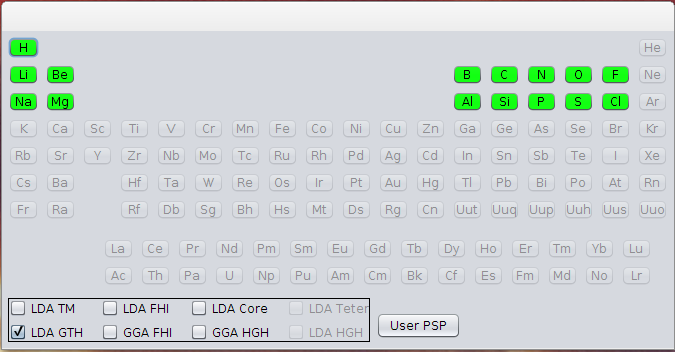 H He
Li Be B C N O F Ne
Na Mg Al Si P S Cl Ar
K Ca Sc Ti V Cr Mn Fe Co Ni Cu Zn Ga Ge As Se Br Kr
Rb Sr Y Zr Nb Mo Tc Ru Rh Pd Ag Cd In Sn Sb Te I Xe
Cs Ba Hf Ta W Re Os Ir Pt Au Hg Tl Pb Bi Po At Rn
Fr Ra Rf Db Sg Bh Hs Mt Ds Rg Cn Uut Uuq Uup Uuh Uus Uuo
La Ce Pr Nd Pm Sm Eu Gd Tb Dy Ho Er Tm Yb Lu
Ac Th Pa U Np Pu Am Cm Bk Cf Es Fm Md No Lr
LDA TM LDA FHI LDA Core LDA Teter
LDA GTH GGA FHI GGA HGH LDA HGH
User PSP